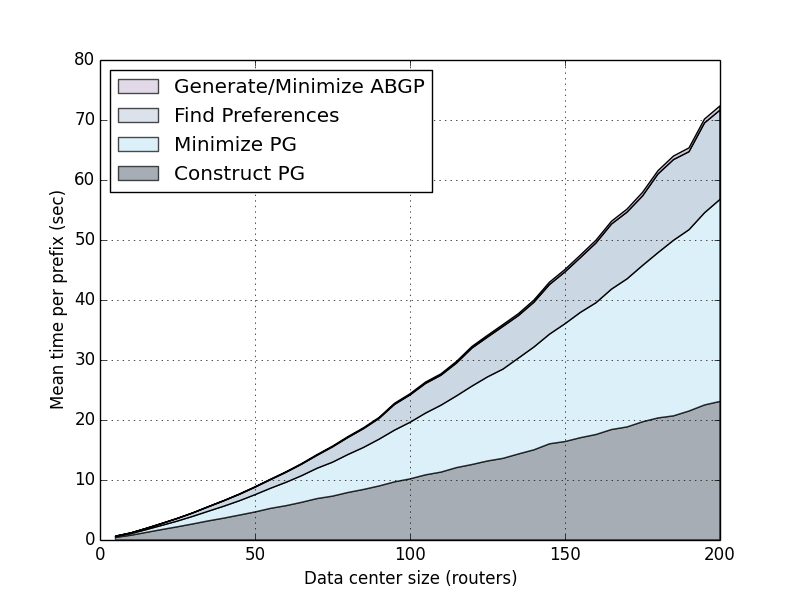 Generate/Minimize ABGP
Find Preferences
Minimize PG
Construct PG
Mean time per prefix (sec)
80
70
60
50
40
30
20
10
0
0 50 100 150 200
Data center size (routers)